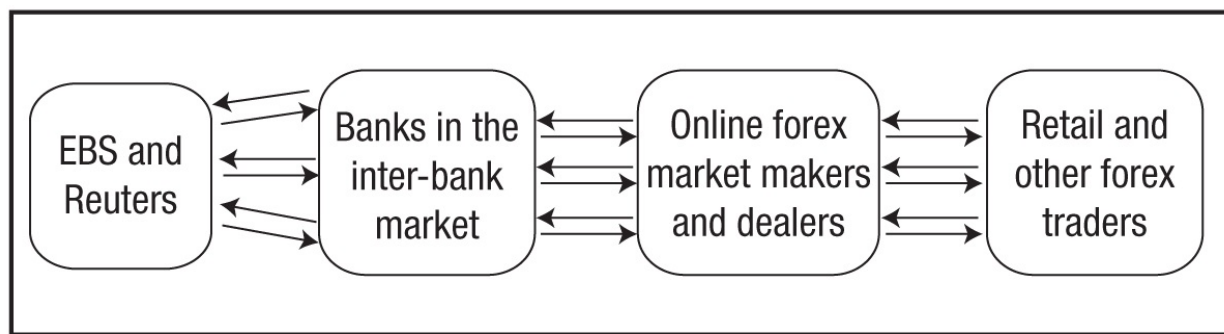 EBS and
Reuters
Banks in the
inter-bank
market
Online forex
market makers
and dealers
Retail and
other forex
traders